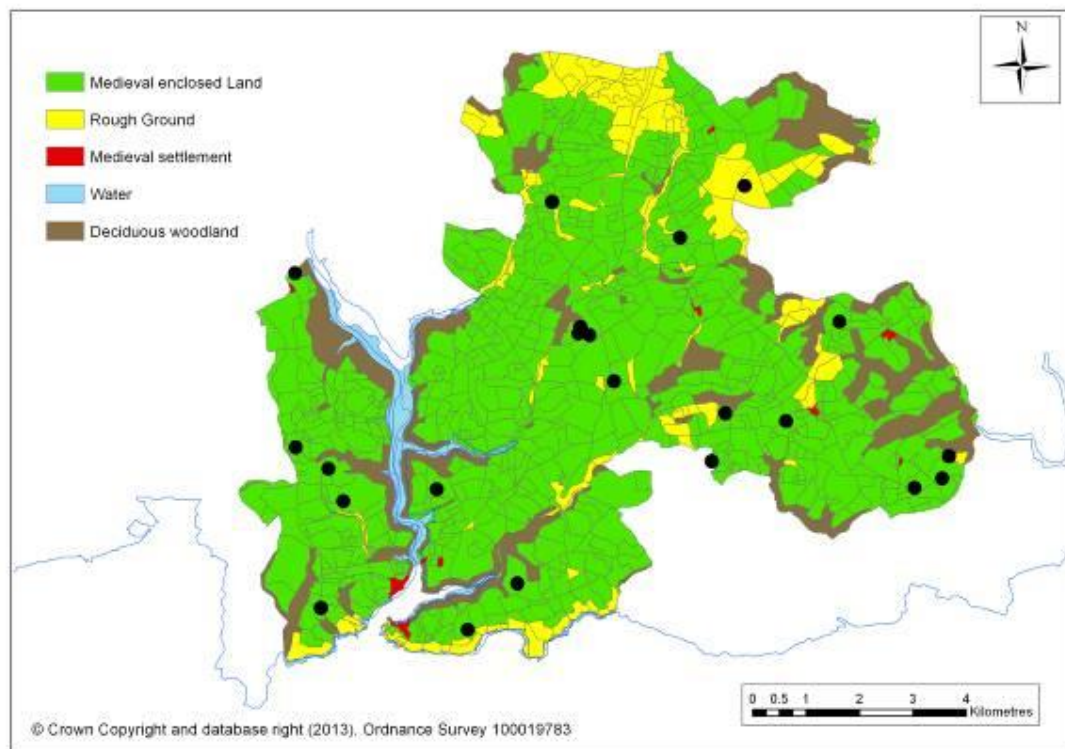 N
Medieval enclosed Land
Rough Ground
Medieval settlement
Water
Deciduous woodland
0 0.5 1 2 3 4
Kilometres
© Crown Copyright and database right (2013). Ordnance Survey 100019783